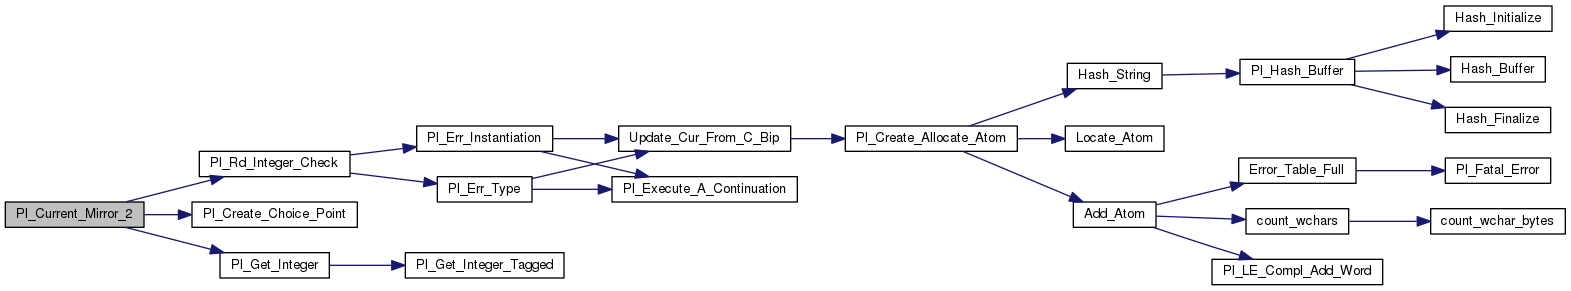 Pl_Current_Mirror_2
Pl_Rd_Integer_Check
Pl_Create_Choice_Point
Pl_Get_Integer
Pl_Err_Instantiation
Pl_Err_Type
Pl_Get_Integer_Tagged
Update_Cur_From_C_Bip
Pl_Execute_A_Continuation
Pl_Create_Allocate_Atom
Hash_String
Locate_Atom
Add_Atom
Pl_Hash_Buffer
Error_Table_Full
count_wchars
Pl_LE_Compl_Add_Word
Hash_Initialize
Hash_Buffer
Hash_Finalize
Pl_Fatal_Error
count_wchar_bytes